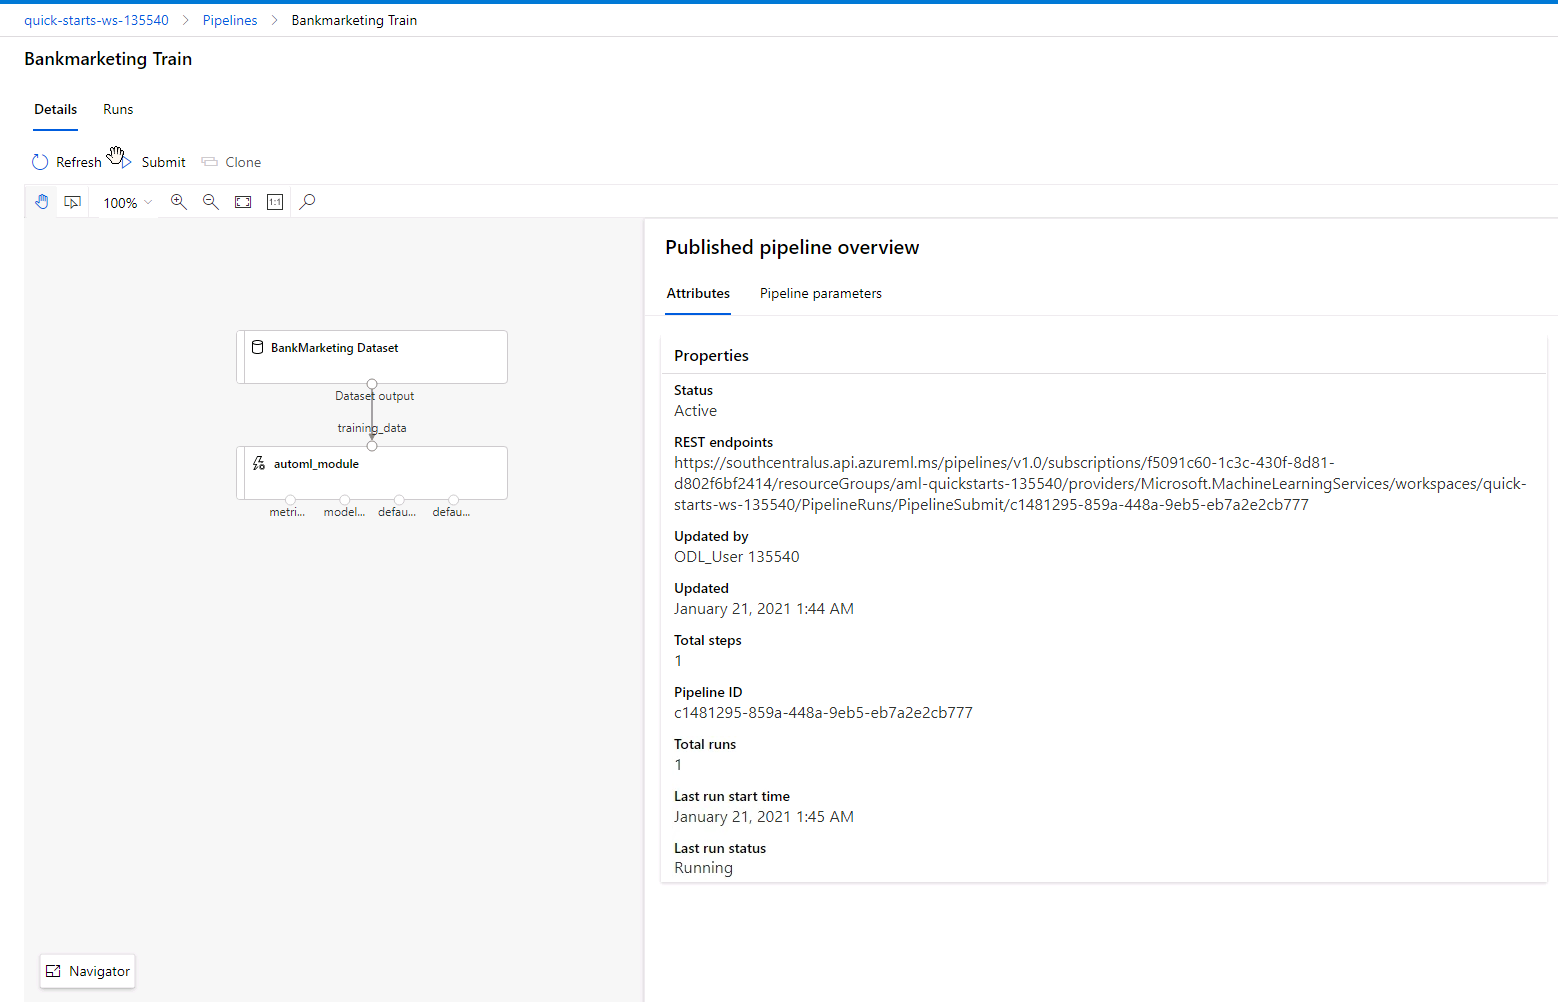 quick-starts-ws-135540 > Pipelines > Bankmarketing Train
Bankmarketing Train
Details Runs
Refresh Submit Clone
100%
1:1
BankMarketing Dataset
Dataset output
training_data
automl_module
metri... model... defau... defau...
Navigator
Published pipeline overview
Attributes Pipeline parameters
Properties
Status
Active
REST endpoints
https://southcentralus.api.azureml.ms/pipelines/v1.0/subscriptions/f5091c60-1c3c-430f-8d81-
d802f6bf2414/resourceGroups/aml-quickstarts-135540/providers/Microsoft.MachineLearningServices/workspaces/quick-
starts-ws-135540/PipelineRuns/PipelineSubmit/c1481295-859a-448a-9eb5-eb7a2e2cb777
Updated by
ODL_User 135540
Updated
January 21, 2021 1:44 AM
Total steps
1
Pipeline ID
c1481295-859a-448a-9eb5-eb7a2e2cb777
Total runs
1
Last run start time
January 21, 2021 1:45 AM
Last run status
Running